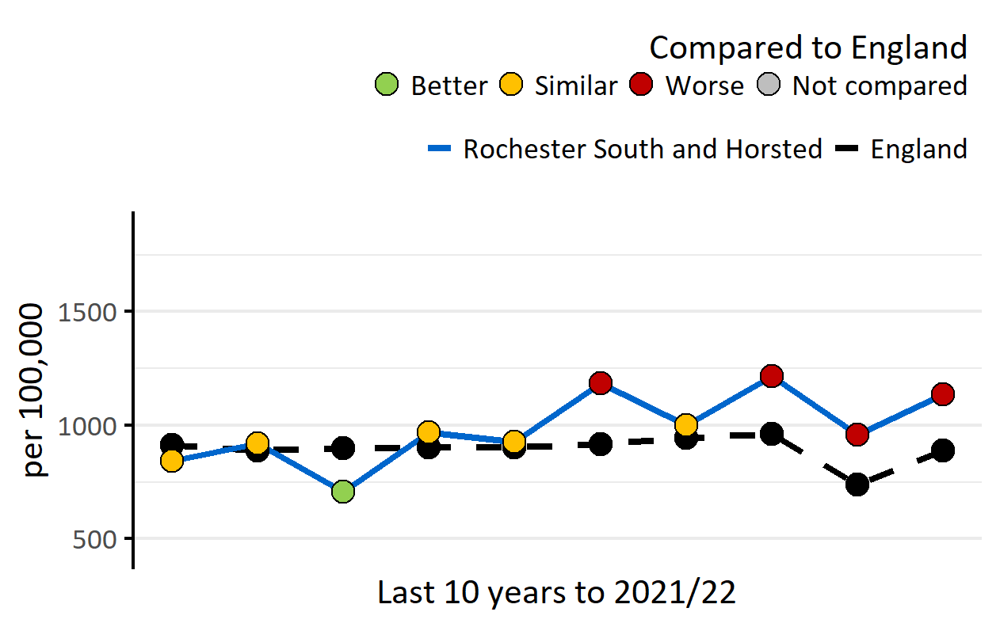 Compared to England
Better Similar Worse Not compared
Rochester South and Horsted England
per 100,000
1500
1000
500
Last 10 years to 2021/22